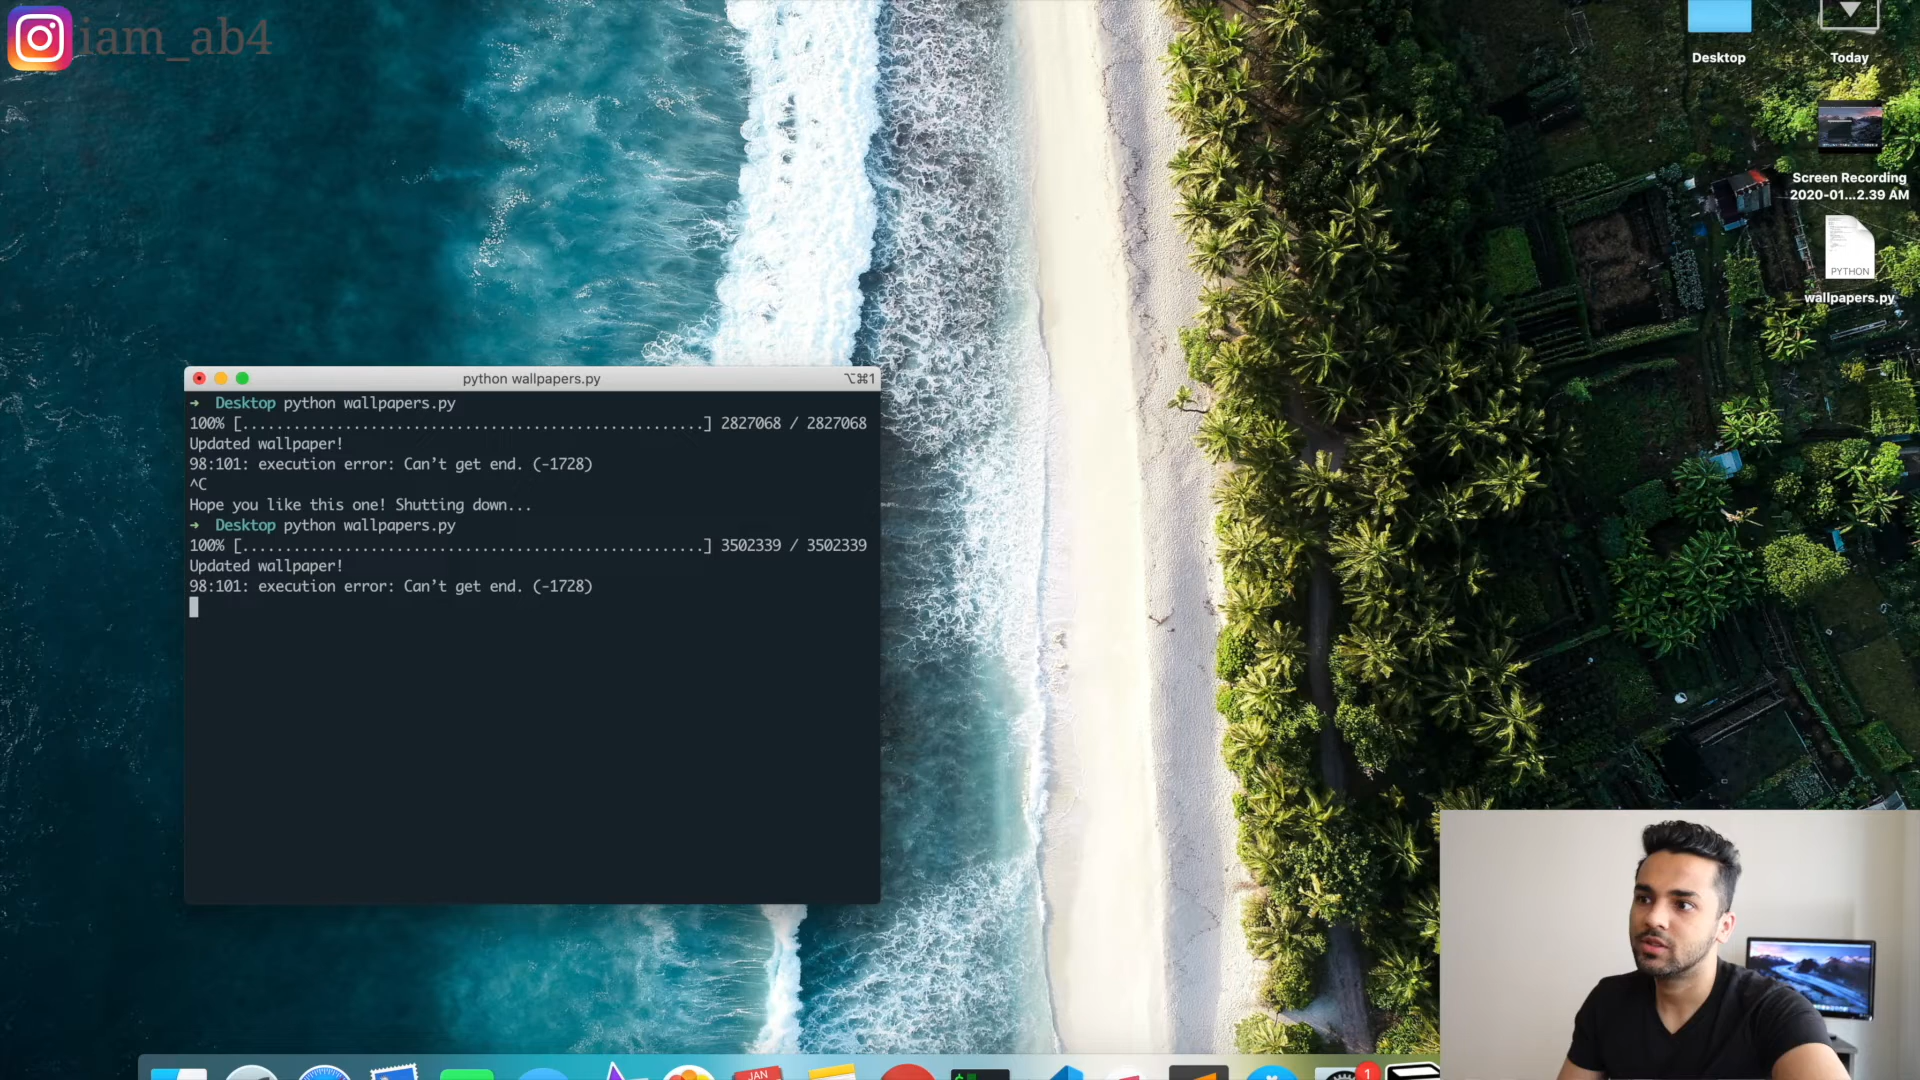 iam_ab4
Desktop
Today
Screen Recording
2020-01...2.39 AM
PYTHON
wallpapers.py
python wallpapers.py
⌥⌘1
➜ Desktop python wallpapers.py
100% [......................................................] 2827068 / 2827068
Updated wallpaper!
98:101: execution error: Can’t get end. (-1728)
^C
Hope you like this one! Shutting down...
➜ Desktop python wallpapers.py
100% [......................................................] 3502339 / 3502339
Updated wallpaper!
98:101: execution error: Can’t get end. (-1728)
JAN
1